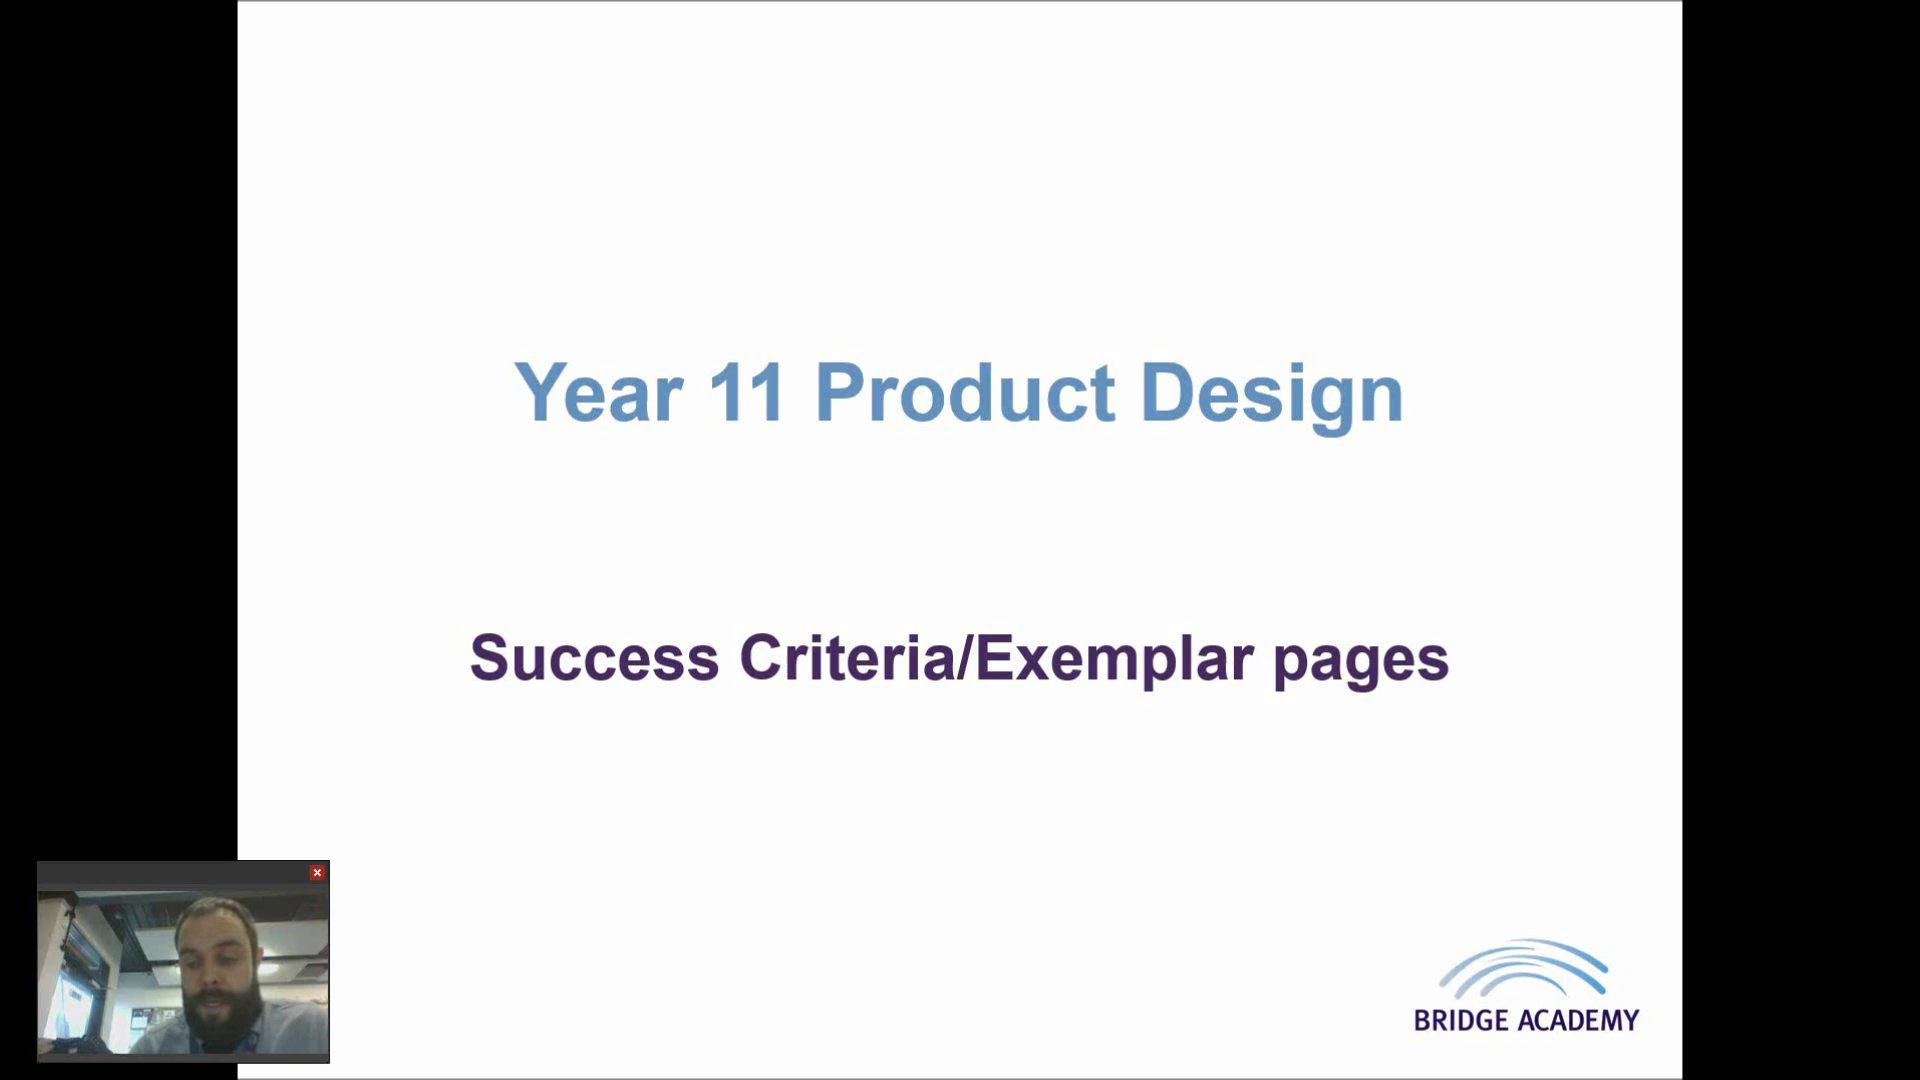 Year 11 Product Design
Success Criteria/Exemplar pages
BRIDGE ACADEMY